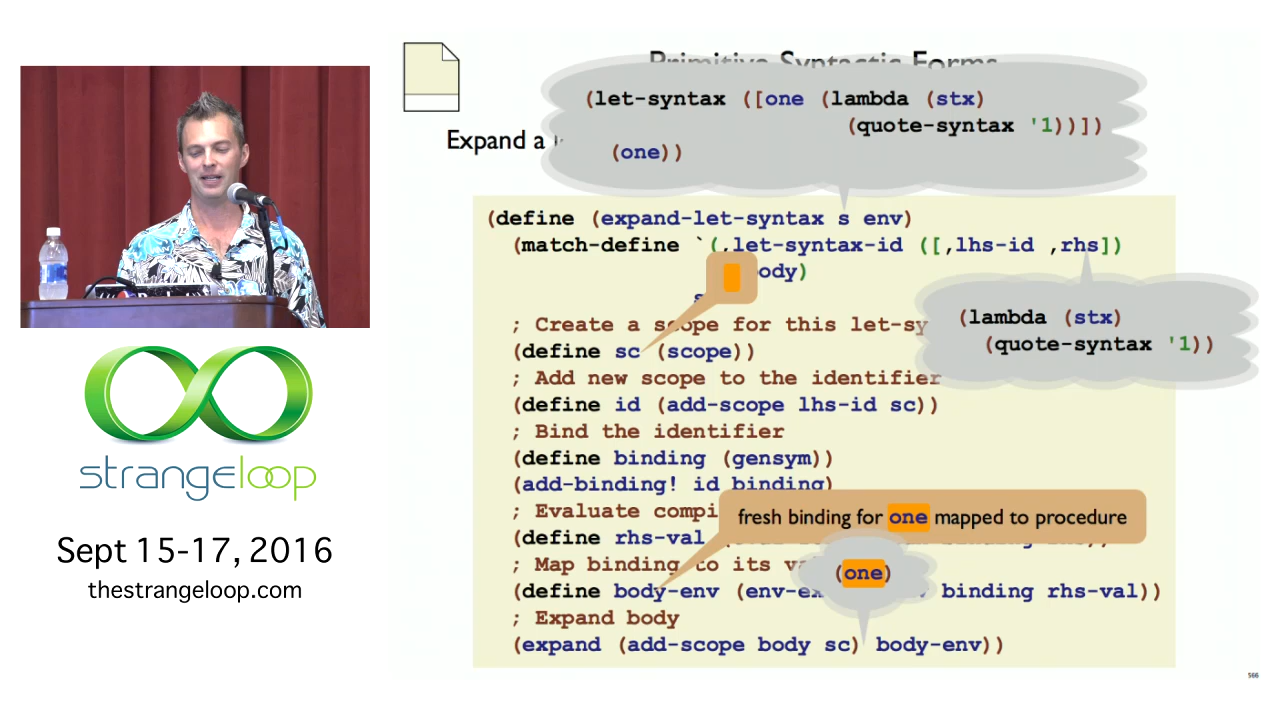 Primitive Syntactic Forms
(let-syntax ([one (lambda (stx)
(quote-syntax '1))])
(one))
Expand a
(define (expand-let-syntax s env)
(match-define `(,let-syntax-id ([,lhs-id ,rhs])
ody)
s
; Create a scope for this let-sy
(lambda (stx)
(quote-syntax '1))
(define sc (scope))
; Add new scope to the identifier
(define id (add-scope lhs-id sc))
; Bind the identifier
(define binding (gensym))
(add-binding! id binding)
; Evaluate compi
fresh binding for one mapped to procedure
(define rhs-val
; Map binding to its va
(one)
(define body-env (env-ex binding rhs-val))
; Expand body
(expand (add-scope body sc) body-env))
566
strangeloop
Sept 15-17, 2016
thestrangeloop.com